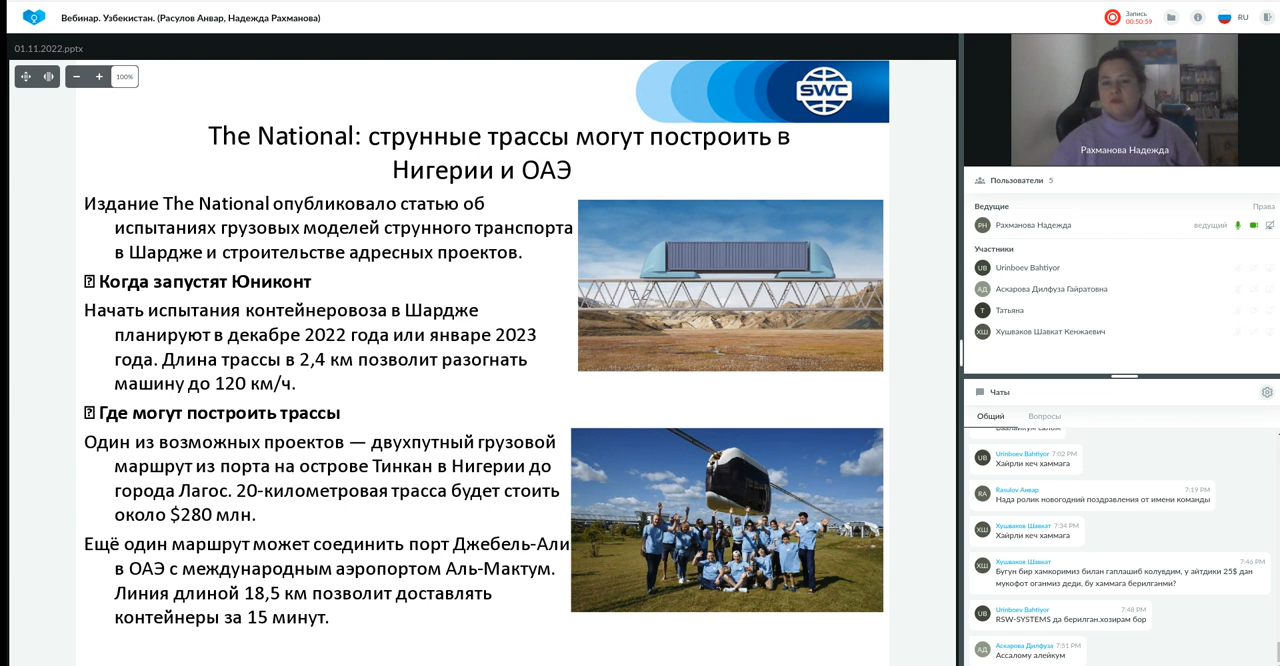 Вебинар. Узбекистан. (Расулов Анвар, Надежда Рахманова)
Запись
00:50:59
RU
01.11.2022.pptx
100%
SWC
The National: струнные трассы могут построить в
Нигерии и ОАЭ
Издание The National опубликовало статью об
испытаниях грузовых моделей струнного транспорта
в Шардже и строительстве адресных проектов.
Когда запустят Юниконт
Начать испытания контейнеровоза в Шардже
планируют в декабре 2022 года или январе 2023
года. Длина трассы в 2,4 км позволит разогнать
машину до 120 км/ч.
Где могут построить трассы
Один из возможных проектов — двухпутный грузовой
маршрут из порта на острове Тинкан в Нигерии до
города Лагос. 20-километровая трасса будет стоить
около $280 млн.
Ещё один маршрут может соединить порт Джебель-Али
в ОАЭ с международным аэропортом Аль-Мактум.
Линия длиной 18,5 км позволит доставлять
контейнеры за 15 минут.
Рахманова Надежда
Пользователи 5
Ведущие Права
РН Рахманова Надежда ведущий
Участники
UB Urinboev Bahtiyor
АД Аскарова Дилфуза Гайратовна
Т Татьяна
ХШ Хушваков Шавкат Кенжаевич
Чаты
Общий Вопросы
UB Urinboev Bahtiyor 7:02 PM
Хайрли кеч хаммага
RA Rasulov Анвар 7:19 PM
Нада ролик новогодний поздравления от имени команды
ХШ Хушваков Шавкат 7:34 PM
Хайрли кеч хаммага
ХШ Хушваков Шавкат 7:46 PM
Бугун бир хамкоримиз билан гаплашиб колувдим, у айтдики 25$ дан
мукофот оганмиз деди, бу хаммага берилганми?
UB Urinboev Bahtiyor 7:48 PM
RSW-SYSTEMS да берилган.хозирам бор
АД Аскарова Дилфуза 7:51 PM
Ассалому алейкум